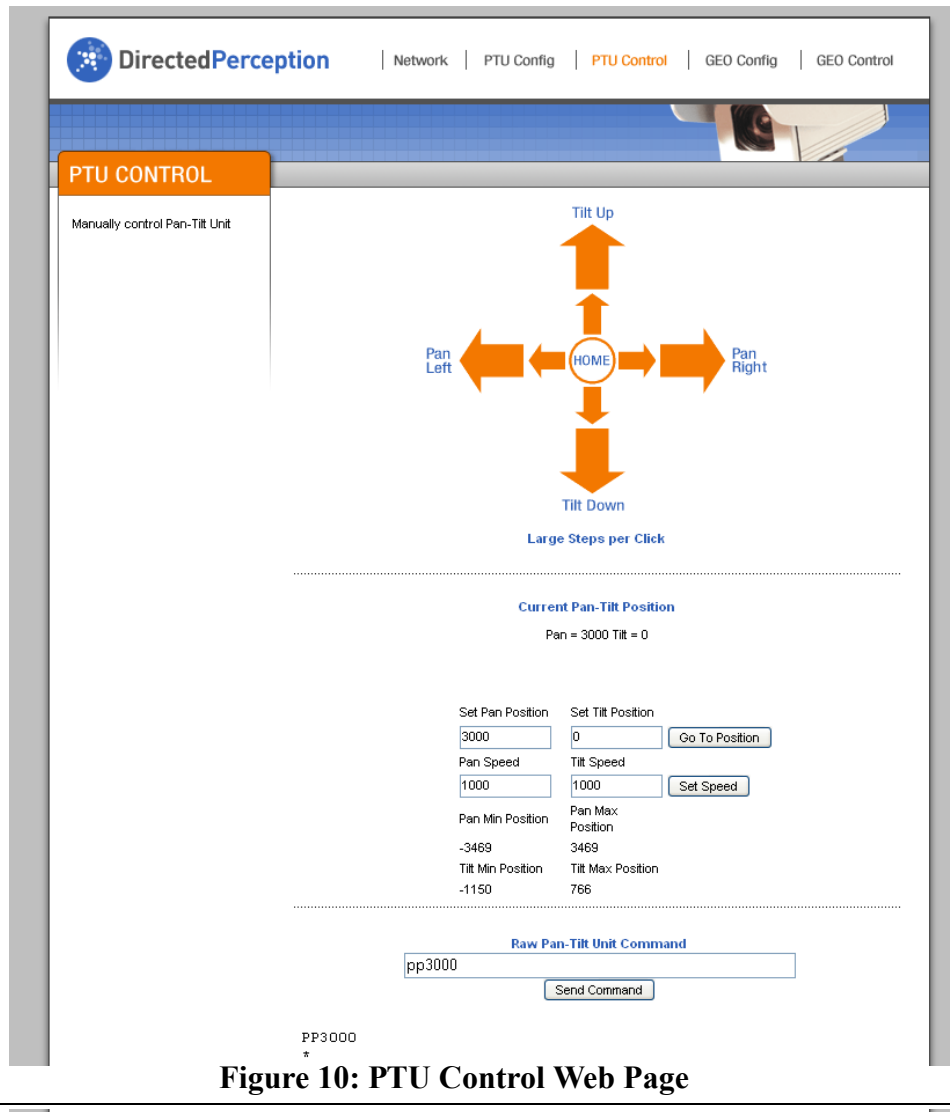 DirectedPerception
Network PTU Config PTU Control GEO Config GEO Control
PTU CONTROL
Manually control Pan-Tilt Unit
Tilt Up
Pan Left
HOME
Pan Right
Tilt Down
Large Steps per Click
Current Pan-Tilt Position
Pan = 3000 Tilt = 0
Set Pan Position Set Tilt Position
3000 0 Go To Position
Pan Speed Tilt Speed
1000 1000 Set Speed
Pan Min Position Pan Max Position
-3469 3469
Tilt Min Position Tilt Max Position
-1150 766
Raw Pan-Tilt Unit Command
pp3000
Send Command
PP3000
*
Figure 10: PTU Control Web Page